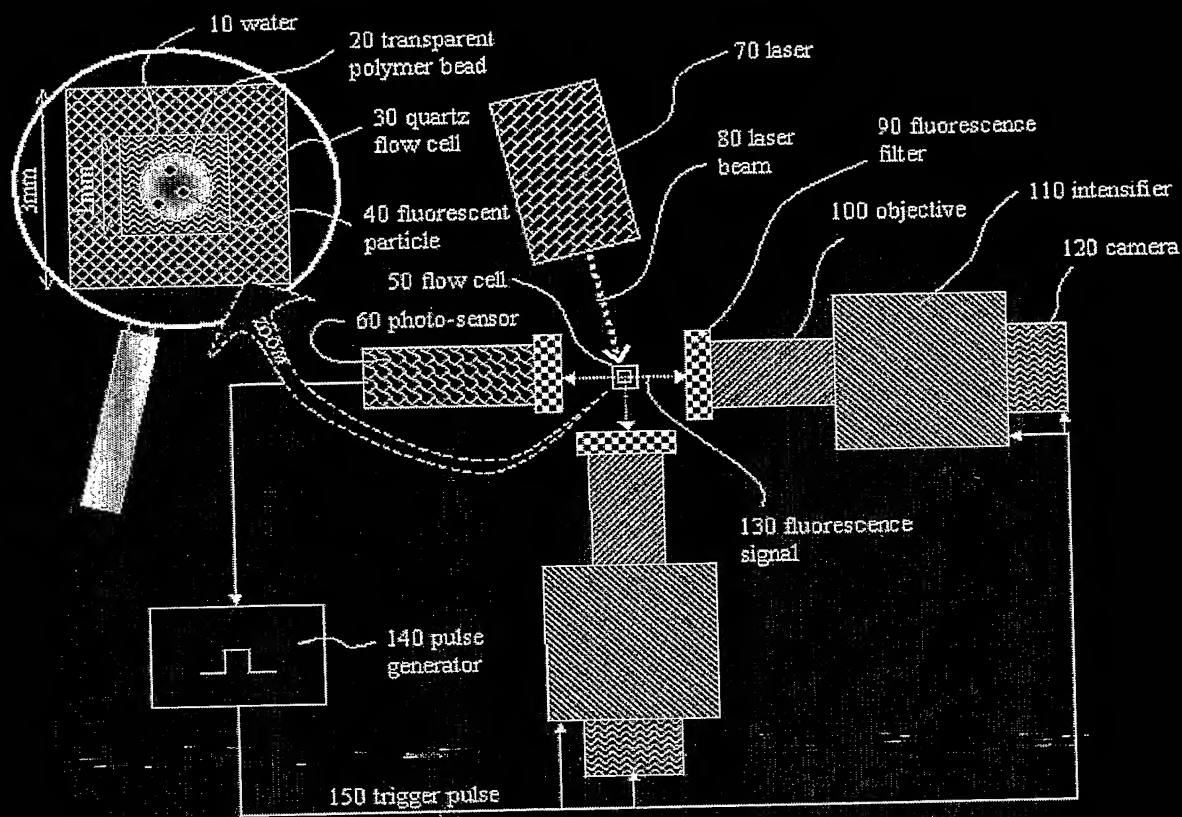 10 water
20 transparent
polymer bead
30 quartz
flow cell
40 fluorescent
particle
3mm
1mm
50 flow cell
60 photo-sensor
70 laser
80 laser
beam
90 fluorescence
filter
100 objective
110 intensifier
120 camera
130 fluorescence
signal
140 pulse
generator
150 trigger pulse